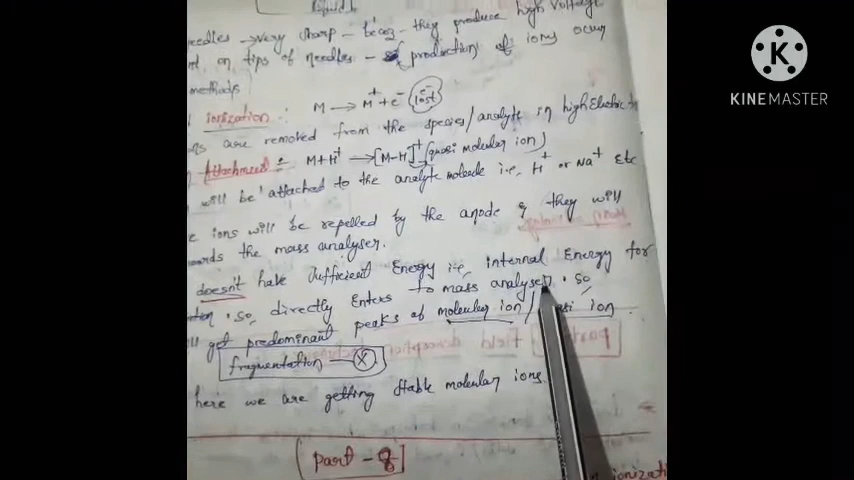 liquid
needles → very sharp - becoz - they produce high voltage
on tips of needles - production of ions occur
methods
ionization : M → M⁺ + e⁻ e⁻ lost
are removed from the species/analyte in high Electric
Attachment : M+H⁺ → [M-H]⁺ (quasi molecular ion)
will be attached to the analyte molecule i.e., H⁺ or Na⁺ Etc
ions will be repelled by the anode & they will
the mass analyser.
doesn't have sufficient Energy i.e, internal Energy for
. so, directly Enters to mass analyser . so
get predominant peaks of molecular ion / ion .
fragmentation — X
here we are getting stable molecular ions
part - 8
KINEMASTER